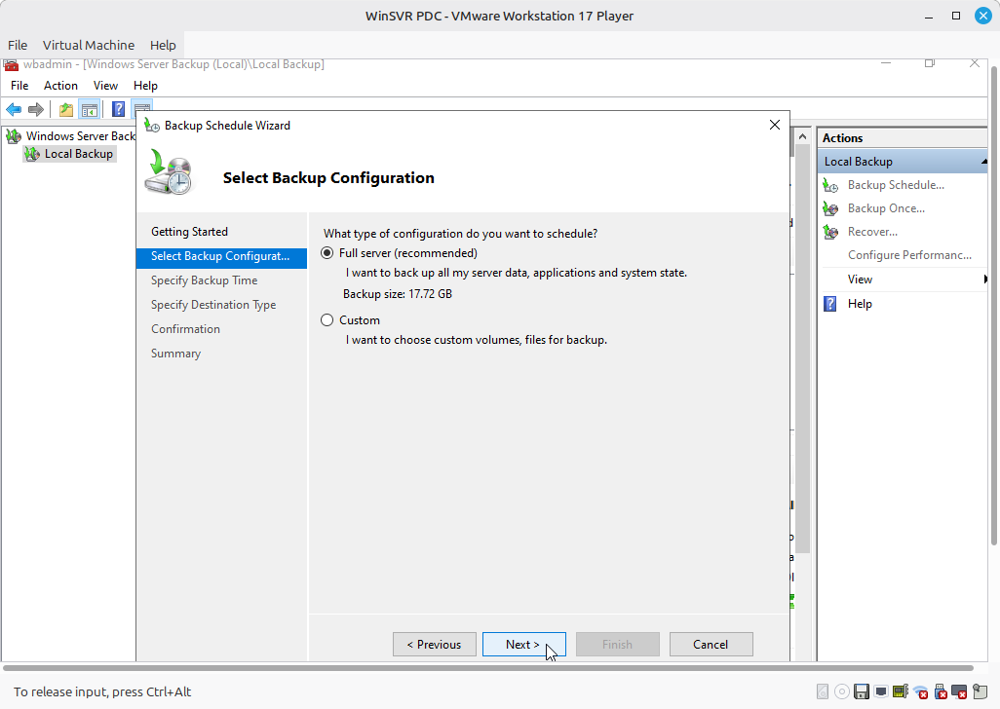 WinSVR PDC - VMware Workstation 17 Player
File Virtual Machine Help
wbadmin - [Windows Server Backup (Local)\Local Backup]
File Action View Help
Windows Server Back
Local Backup
Backup Schedule Wizard
Select Backup Configuration
Getting Started
Select Backup Configurat...
Specify Backup Time
Specify Destination Type
Confirmation
Summary
What type of configuration do you want to schedule?
Full server (recommended)
I want to back up all my server data, applications and system state.
Backup size: 17.72 GB
Custom
I want to choose custom volumes, files for backup.
< Previous
Next >
Finish
Cancel
Actions
Local Backup
Backup Schedule...
Backup Once...
Recover...
Configure Performanc...
View
Help
To release input, press Ctrl+Alt